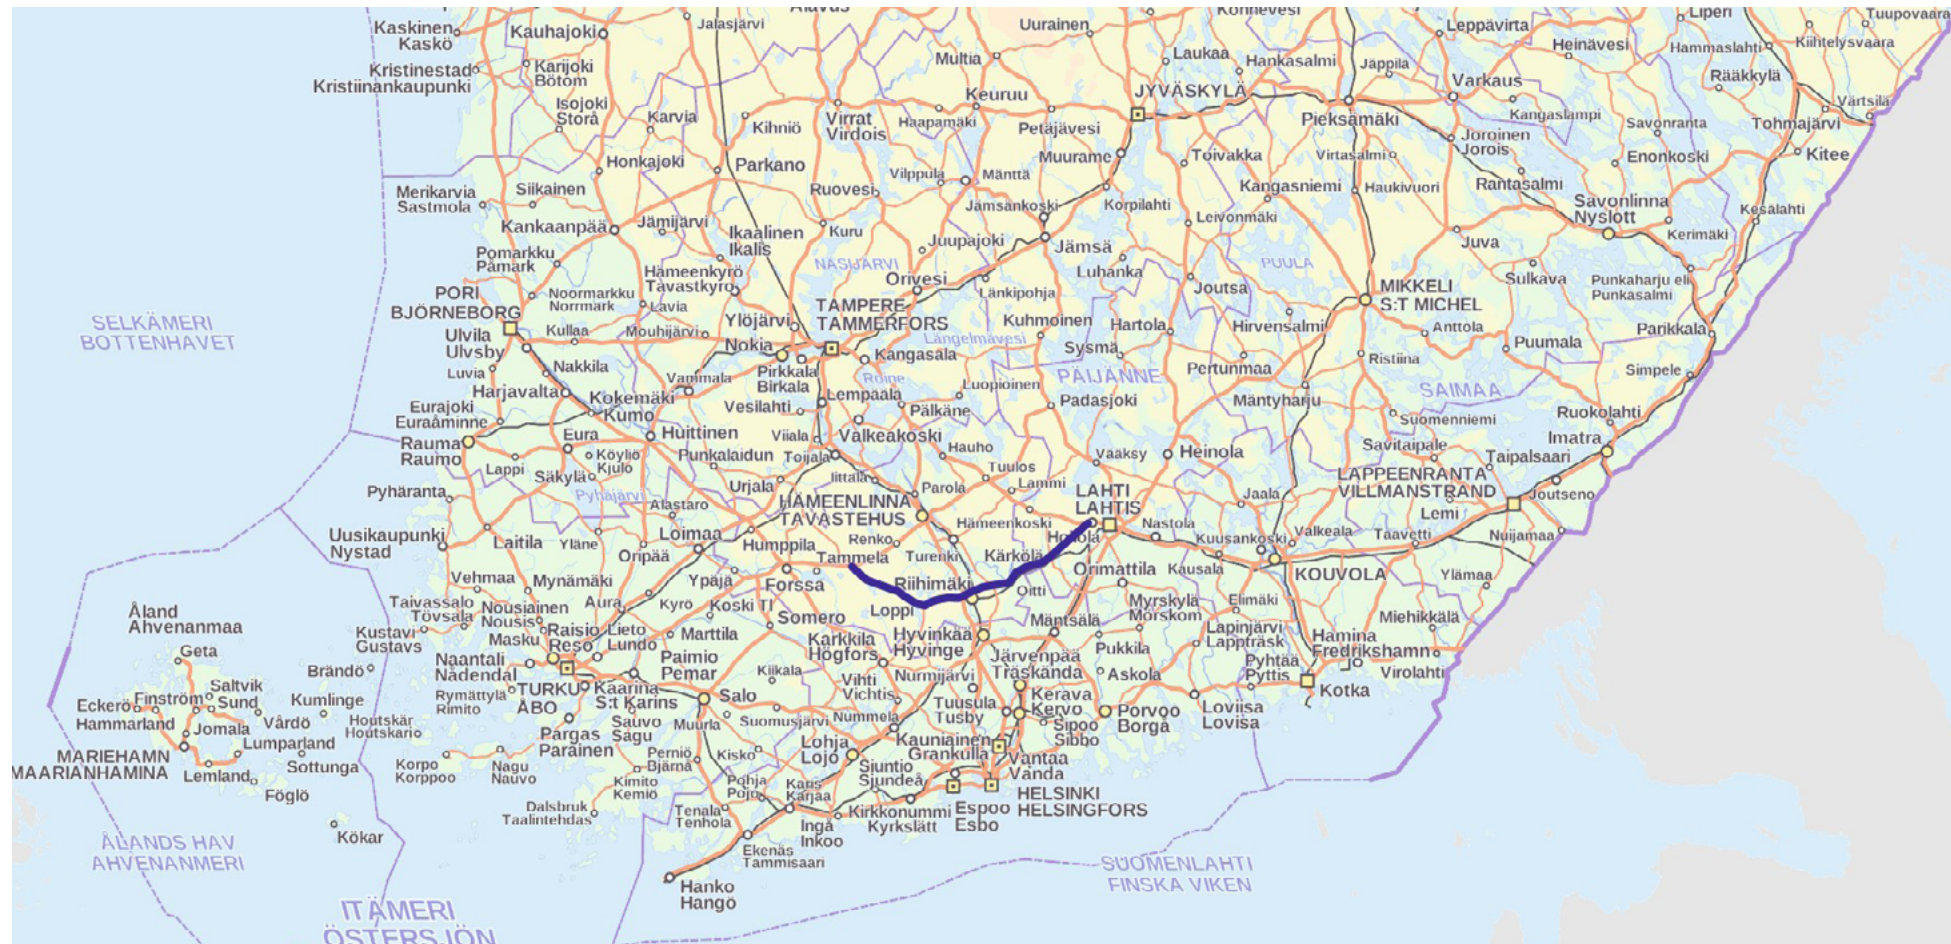 Kaskinen
Kaskö
Kauhajoki
Jalasjärvi
Alavus
Uurainen
Konnevesi
Leppävirta
Liperi
Tuupovaara
Kristinestad
Kristiinankaupunki
Karijoki
Bötom
Multia
Laukaa
Hankasalmi
Jäppilä
Heinävesi
Hammaslahti
Kiihtelysvaara
Isojoki
Storå
Karvia
Kihniö
Virrat
Virdois
Haapamäki
Keuruu
Petäjävesi
JYVÄSKYLÄ
Pieksämäki
Varkaus
Kangaslampi
Rääkkylä
Värtsilä
Savonranta
Tohmajärvi
Honkajoki
Parkano
Vilppula
Mänttä
Muurame
Toivakka
Virtasalmi
Joroinen
Jorois
Enonkoski
Kitee
Merikarvia
Sastmola
Siikainen
Ruovesi
Jämsänkoski
Korpilahti
Kangasniemi
Haukivuori
Rantasalmi
Savonlinna
Nyslott
Kesälahti
Kankaanpää
Jämijärvi
Ikaalinen
Ikalis
Kuru
Juupajoki
Jämsä
Leivonmäki
Juva
Kerimäki
Pomarkku
Påmark
Hämeenkyrö
Tavastkyro
NÄSIJÄRVI
Orivesi
Länkipohja
Luhanka
Joutsa
PUULA
MIKKELI
S:T MICHEL
Sulkava
Punkaharju eli
Punkasalmi
PORI
BJÖRNEBORG
Noormarkku
Norrmark
Lavia
TAMPERE
TAMMERFORS
Ylöjärvi
Kuhmoinen
Hartola
Hirvensalmi
Anttola
Puumala
Parikkala
SELKÄMERI
BOTTENHAVET
Ulvila
Ulvsby
Kullaa
Mouhijärvi
Nokia
Längelmävesi
Kangasala
Sysmä
Pertunmaa
Ristiina
Luvia
Nakkila
Harjavalta
Vammala
Pirkkala
Birkala
Roine
Luopioinen
PÄIJÄNNE
SAIMAA
Simpele
Eurajoki
Euraåminne
Kokemäki
Kumo
Vesilahti
Lempäälä
Pälkäne
Padasjoki
Mäntyharju
Suomenniemi
Ruokolahti
Rauma
Raumo
Eura
Huittinen
Viiala
Valkeakoski
Hauho
Vääksy
Heinola
Savitaipale
Imatra
Lappi
Köyliö
Kjulo
Säkylä
Punkalaidun
Toijala
Tuulos
Taipalsaari
Pyhäranta
Pyhäjärvi
Urjala
Iittala
Parola
Lammi
LAHTI
LAHTIS
Jaala
LAPPEENRANTA
VILLMANSTRAND
Joutseno
Alastaro
HÄMEENLINNA
TAVASTEHUS
Hämeenkoski
Nastola
Lemi
Uusikaupunki
Nystad
Laitila
Yläne
Oripää
Loimaa
Humppila
Renko
Turenki
Kärkölä
Hollola
Kuusankoski
Valkeala
Taavetti
Nuijamaa
Tammela
Vehmaa
Mynämäki
Ypäjä
Forssa
Riihimäki
Oitti
Orimattila
Kausala
KOUVOLA
Ylämaa
Taivassalo
Tövsala
Nousiainen
Nousis
Aura
Kyrö
Koski Tl
Somero
Loppi
Myrskylä
Mörskom
Elimäki
Åland
Ahvenanmaa
Kustavi
Gustavs
Masku
Raisio
Reso
Lieto
Lundo
Marttila
Karkkila
Högfors
Hyvinkää
Hyvinge
Mäntsälä
Pukkila
Lapinjärvi
Lappträsk
Hamina
Fredrikshamn
Miehikkälä
Geta
Brändö
Naantali
Nådendal
Paimio
Pemar
Kiikala
Vihti
Vichtis
Nurmijärvi
Järvenpää
Träskända
Askola
Pyhtää
Pyttis
Virolahti
Eckerö
Finström
Saltvik
Sund
Kumlinge
Rymättylä
Rimito
TURKU
ÅBO
Kaarina
S:t Karins
Salo
Tuusula
Tusby
Kerava
Kervo
Porvoo
Borgå
Loviisa
Lovisa
Kotka
Hammarland
Jomala
Vårdö
Houtskär
Houtskari
Sauvo
Sagu
Muurla
Suomusjärvi
Nummela
Sipoo
Sibbo
MARIEHAMN
MAARIANHAMINA
Lumparland
Sottunga
Pargas
Parainen
Perniö
Bjärnå
Kisko
Lohja
Lojo
Kauniainen
Grankulla
Vantaa
Vanda
Lemland
Föglö
Korpo
Korppoo
Nagu
Nauvo
Kimito
Kemiö
Pohja
Pojo
Karis
Karjaa
Sjuntio
Sjundeå
HELSINKI
HELSINGFORS
Dalsbruk
Taalintehdas
Tenala
Tenhola
Kirkkonummi
Kyrkslätt
Espoo
Esbo
Kökar
Ingå
Inkoo
ÅLANDS HAV
AHVENANMERI
Ekenäs
Tammisaari
SUOMENLAHTI
FINSKA VIKEN
Hanko
Hangö
ITÄMERI
ÖSTERSJÖN